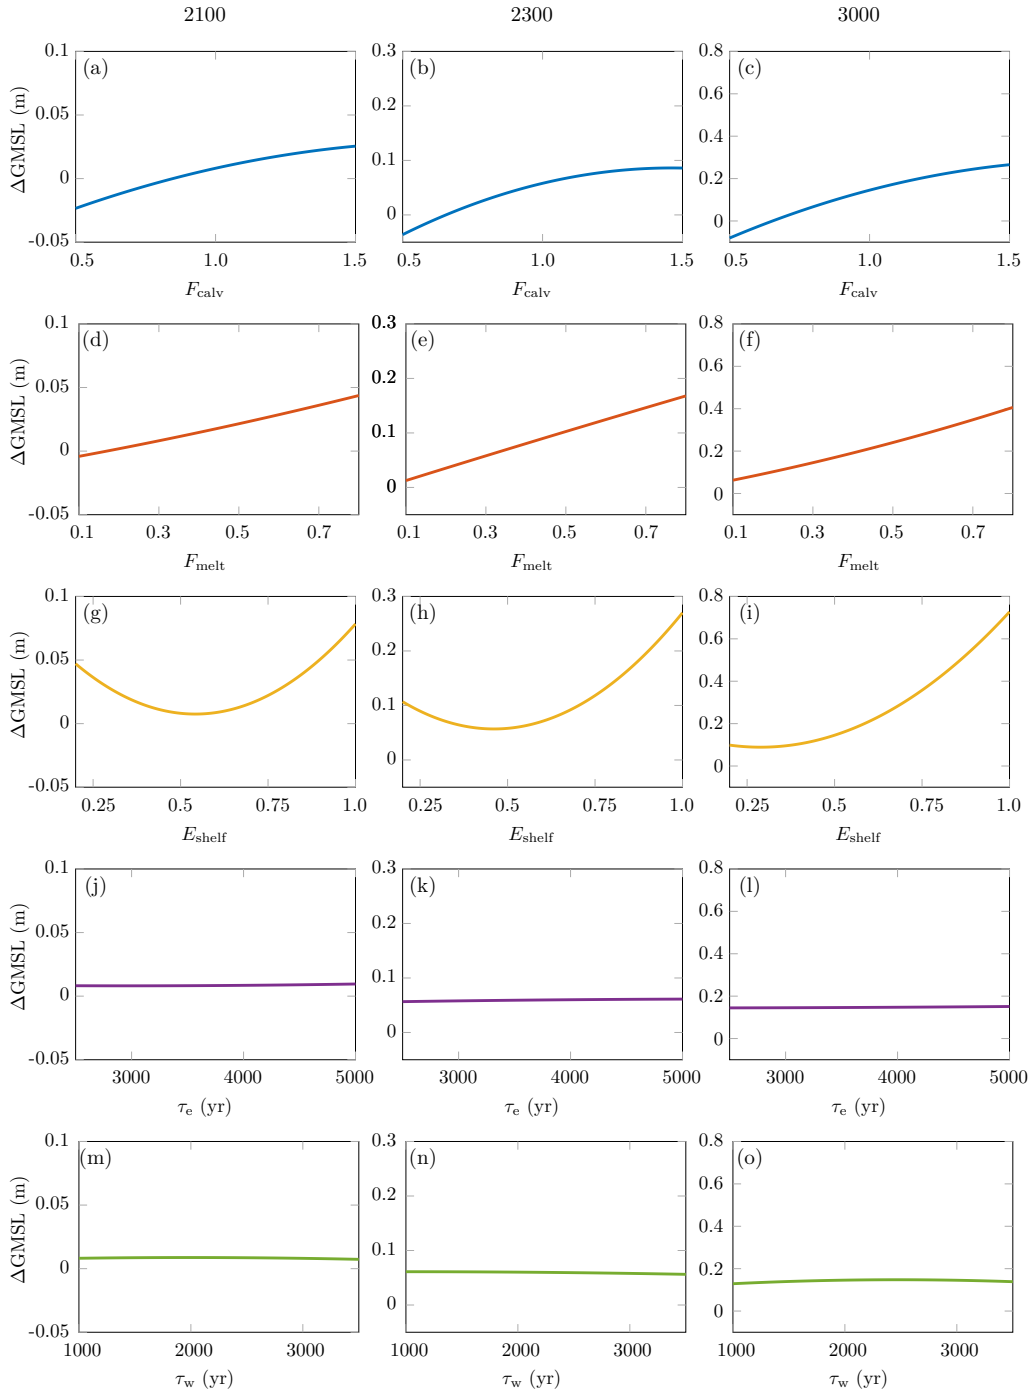 2100 2300 3000
0.1 0.3 0.8
(a) (b) (c)
0.2 0.6
0.05
0.1 0.4
0 0.2
0 0
-0.05
0.5 1.0 1.5 0.5 1.0 1.5 0.5 1.0 1.5
ΔGMSL (m)
F_calv F_calv F_calv
0.1 0.3 0.8
(d) (e) (f)
0.2 0.6
0.05
0.1 0.4
0 0.2
0 0
-0.05
0.1 0.3 0.5 0.7 0.1 0.3 0.5 0.7 0.1 0.3 0.5 0.7
ΔGMSL (m)
F_melt F_melt F_melt
0.1 0.3 0.8
(g) (h) (i)
0.2 0.6
0.05
0.1 0.4
0 0.2
0 0
-0.05
0.25 0.5 0.75 1.0 0.25 0.5 0.75 1.0 0.25 0.5 0.75 1.0
ΔGMSL (m)
E_shelf E_shelf E_shelf
0.1 0.3 0.8
(j) (k) (l)
0.2 0.6
0.05
0.1 0.4
0 0.2
0 0
-0.05
3000 4000 5000 3000 4000 5000 3000 4000 5000
ΔGMSL (m)
τ_e (yr) τ_e (yr) τ_e (yr)
0.1 0.3 0.8
(m) (n) (o)
0.2 0.6
0.05
0.1 0.4
0 0.2
0 0
-0.05
1000 2000 3000 1000 2000 3000 1000 2000 3000
ΔGMSL (m)
τ_w (yr) τ_w (yr) τ_w (yr)